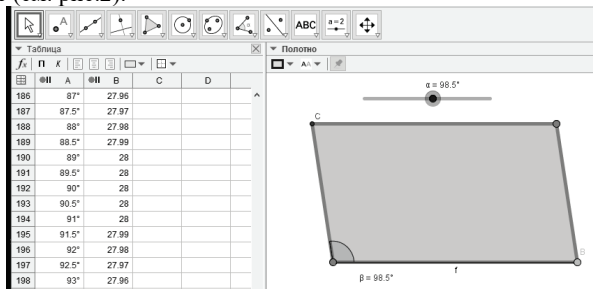 ABC a=2
▼ Таблица
▼ Полотно
fx П К
AA ▼
A B C D
186 87° 27.96
187 87.5° 27.97
188 88° 27.98
189 88.5° 27.99
190 89° 28
191 89.5° 28
192 90° 28
193 90.5° 28
194 91° 28
195 91.5° 27.99
196 92° 27.98
197 92.5° 27.97
198 93° 27.96
α = 98.5°
C
B
f
β = 98.5°